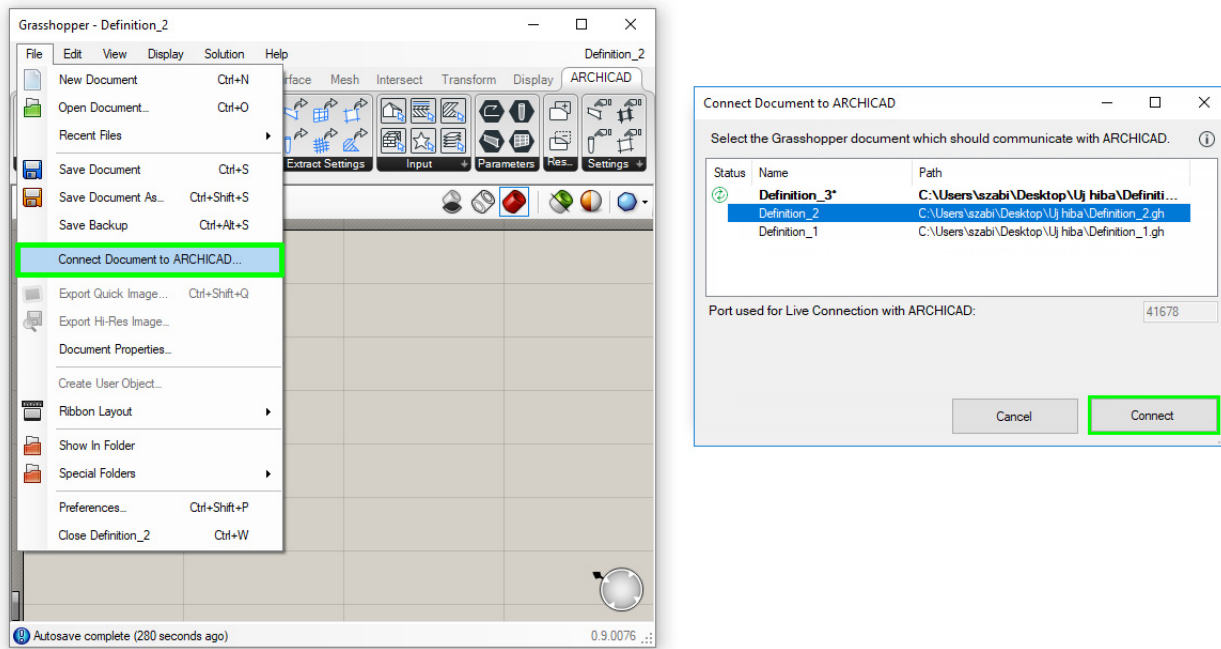 Grasshopper - Definition_2
File Edit View Display Solution Help Definition_2
rface Mesh Intersect Transform Display ARCHICAD
New Document Ctrl+N
Open Document... Ctrl+O
Recent Files
Extract Settings Input Parameters Res... Settings
Save Document Ctrl+S
Save Document As... Ctrl+Shift+S
Save Backup Ctrl+Alt+S
Connect Document to ARCHICAD...
Export Quick Image... Ctrl+Shift+Q
Export Hi-Res Image...
Document Properties...
Create User Object...
Ribbon Layout
Show In Folder
Special Folders
Preferences... Ctrl+Shift+P
Close Definition_2 Ctrl+W
Autosave complete (280 seconds ago) 0.9.0076
Connect Document to ARCHICAD
Select the Grasshopper document which should communicate with ARCHICAD.
Status Name Path
Definition_3* C:\Users\szabi\Desktop\Uj hiba\Definiti...
Definition_2 C:\Users\szabi\Desktop\Uj hiba\Definition_2.gh
Definition_1 C:\Users\szabi\Desktop\Uj hiba\Definition_1.gh
Port used for Live Connection with ARCHICAD: 41678
Cancel Connect